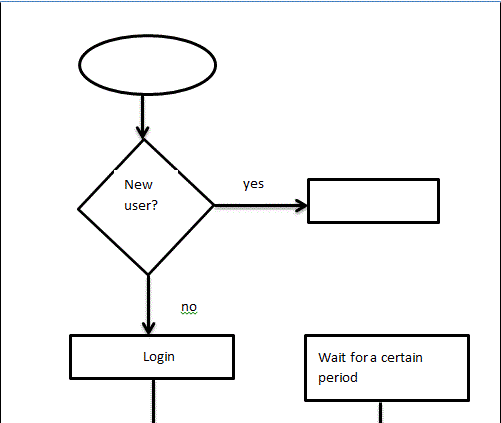 New
user?
yes
no
Login
Wait for a certain
period